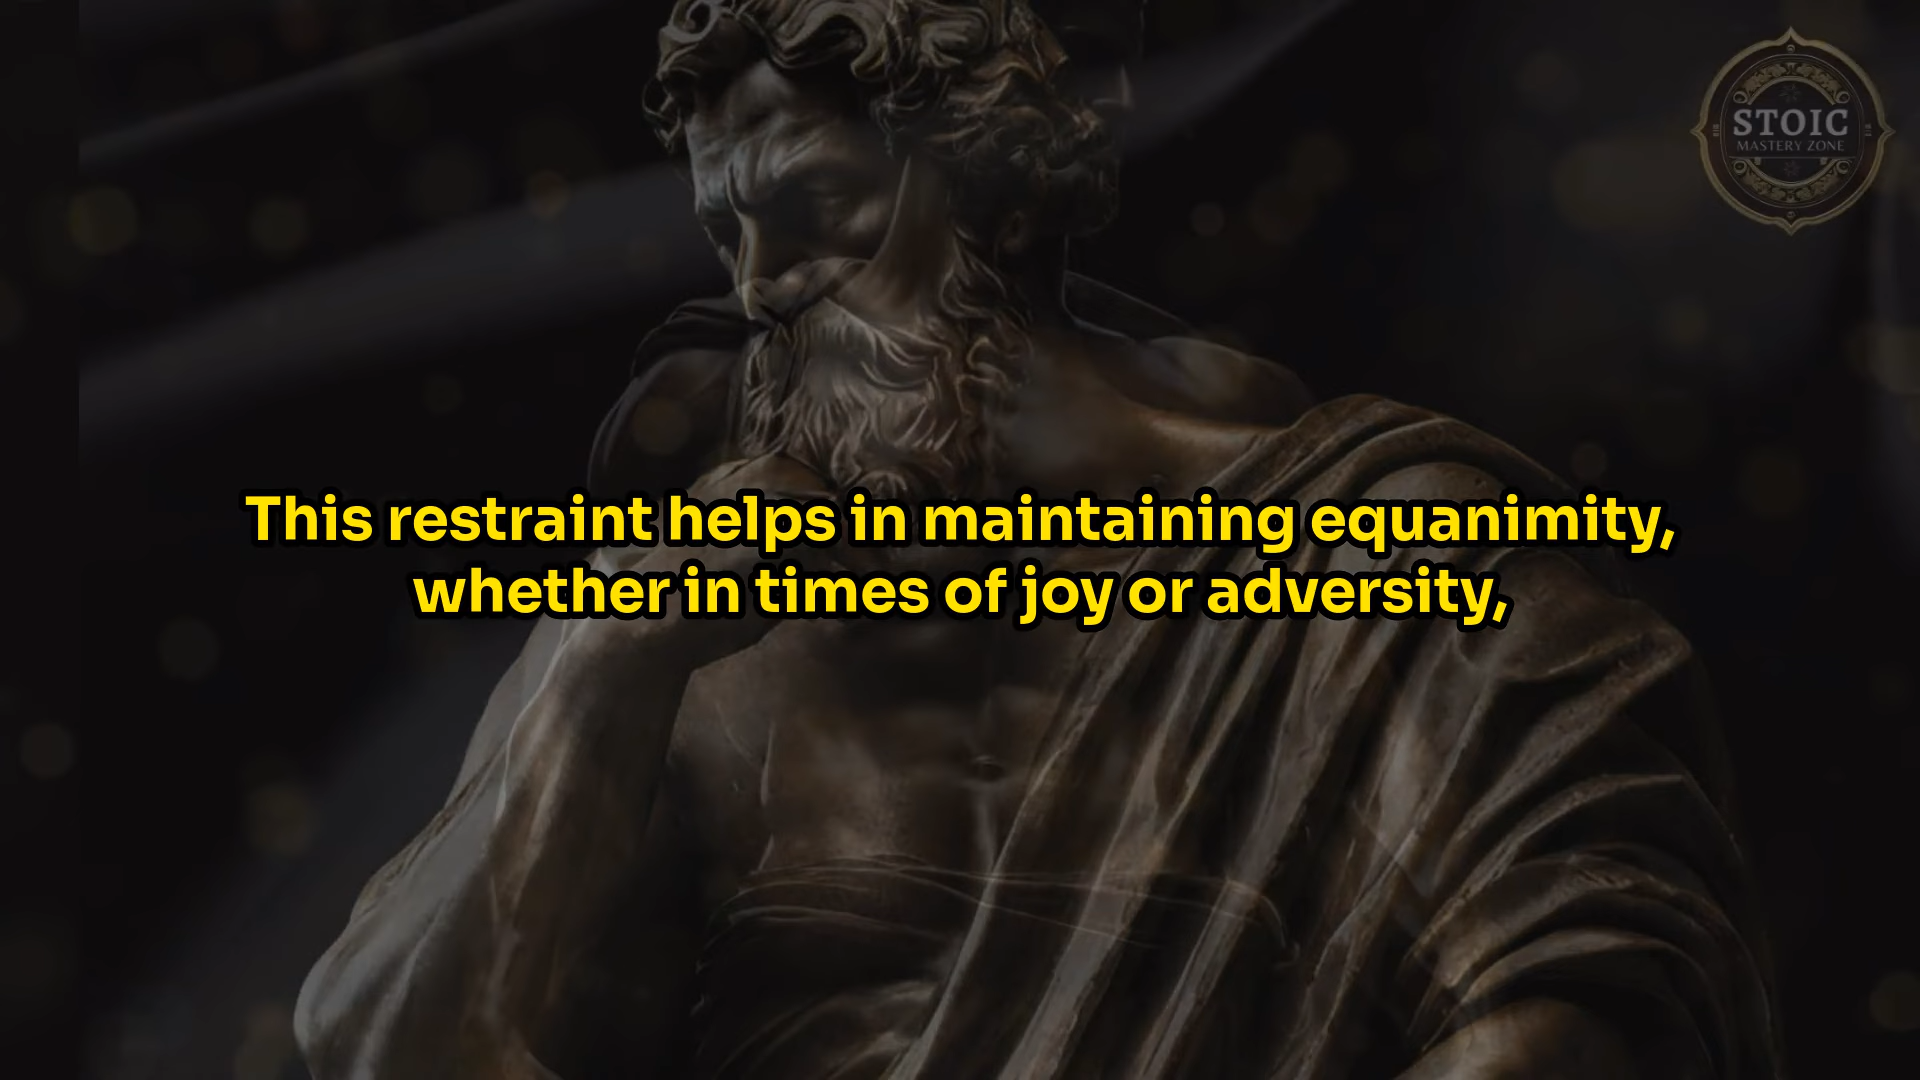 STOIC
MASTERY ZONE
This restraint helps in maintaining equanimity,
whether in times of joy or adversity,